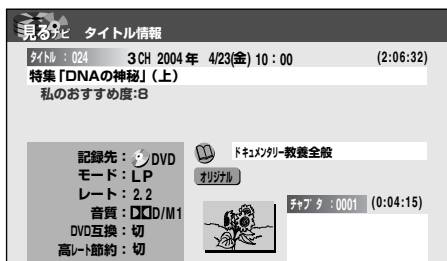 見るナビ タイトル情報
タイトル : 024 3CH 2004年 4/23(金) 10 : 00 (2:06:32)
特集「DNAの神秘」(上)
私のおすすめ度:8
記録先 : DVD
ドキュメンタリー教養全般
モード : LP
オリジナル
レート : 2.2
音質 : DD D/M1
チャプタ : 0001 (0:04:15)
DVD互換 : 切
高レート節約 : 切